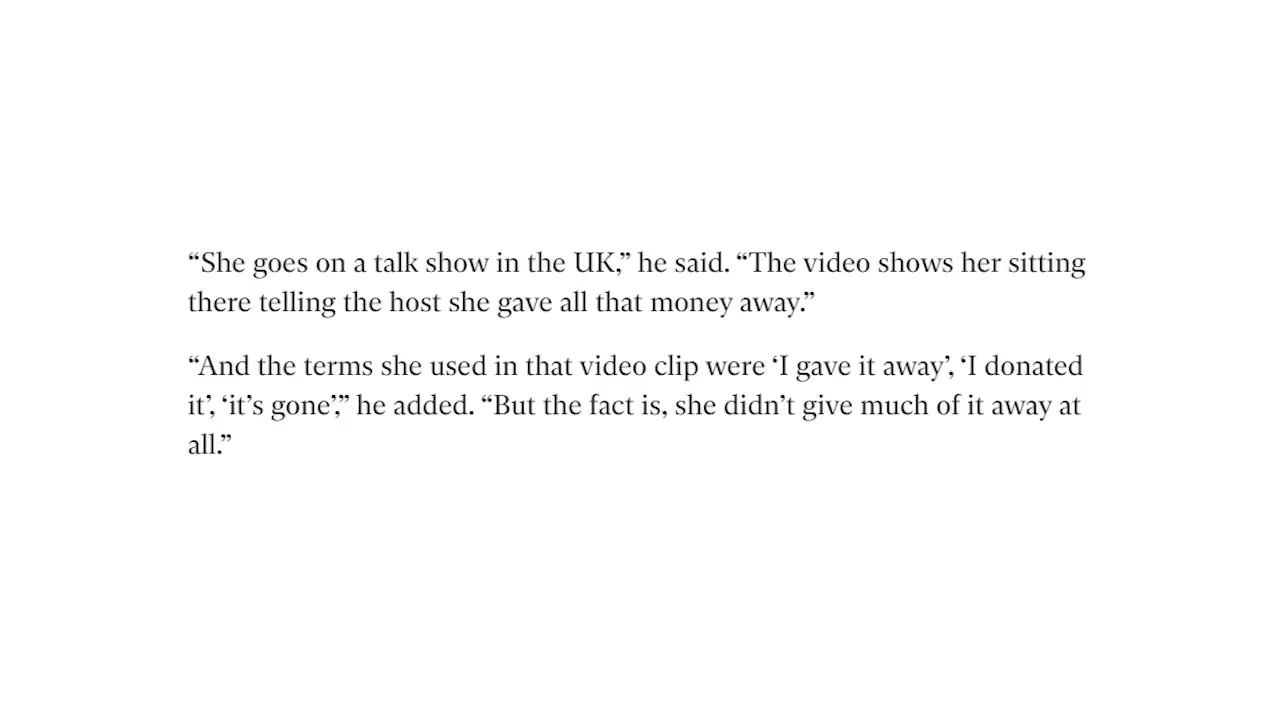 “She goes on a talk show in the UK,” he said. “The video shows her sitting
there telling the host she gave all that money away.”
“And the terms she used in that video clip were ‘I gave it away’, ‘I donated
it’, ‘it’s gone’,” he added. “But the fact is, she didn’t give much of it away at
all.”